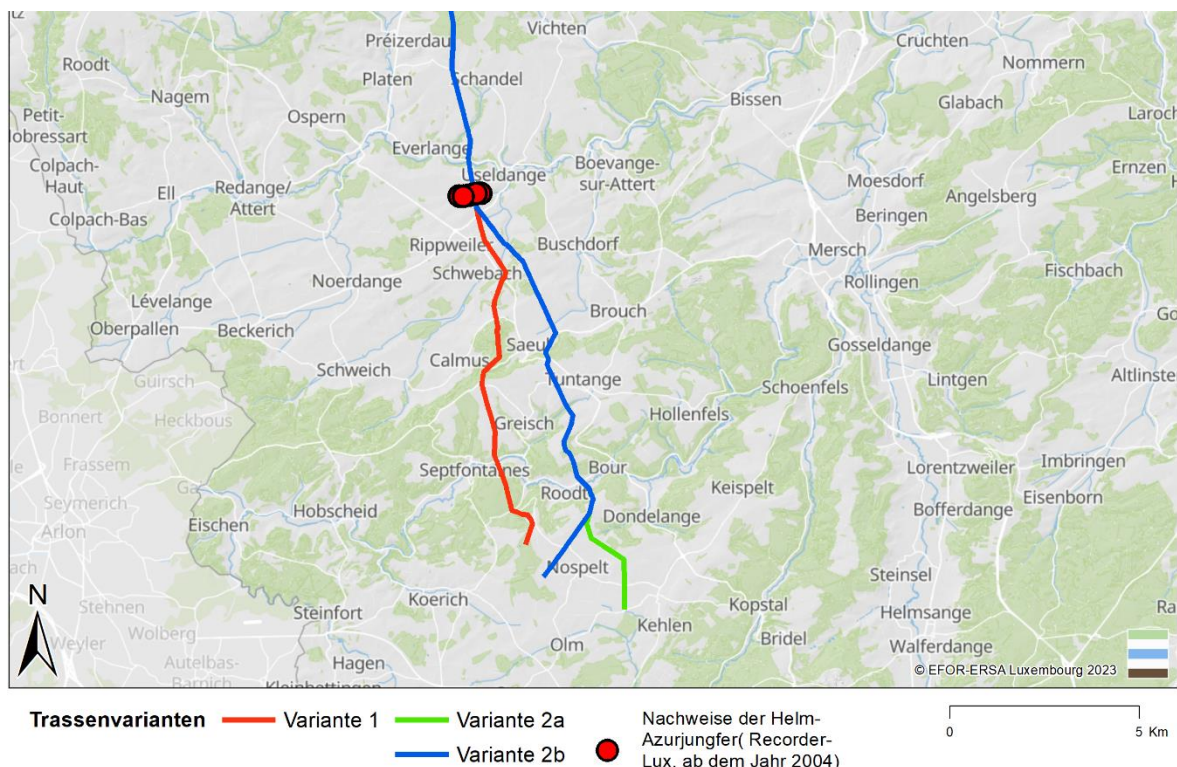 Vichten
Préizerdau
Cruchten
Roodt
Nommern
Platen
Schandel
Nagem
Bissen
Glabach
Petit-
Ospern
Laroch
Everlange
Colpach-
Haut
Useldange
Boevange-
sur-Attert
Ernzen
Ell
Redange/
Attert
Moesdorf
Angelsberg
Colpach-Bas
Beringen
Rippweiler
Buschdorf
Mersch
Schwebach
Fischbach
Noerdange
Rollingen
Lévelange
Brouch
Oberpallen
Beckerich
Saeul
Gosseldange
Calmus
Schweich
Tuntange
Lintgen
Altlinster
Guirsch
Schoenfels
Bonnert
Heckbous
Hollenfels
Greisch
Frassem
Septfontaines
Bour
Lorentzweiler
Imbringen
Seymerich
Roodt
Keispelt
Eisenborn
Arlon
Hobscheid
Bofferdange
Eischen
Dondelange
Nospelt
Steinsel
Stehnen
Koerich
Steinfort
Kopstal
Helmsange
Weyler
Wolberg
Kehlen
Olm
Bridel
Walferdange
Autelbas-
Barnich
Hagen
Kleinbettingen
N
© EFOR-ERSA Luxembourg 2023
Trassenvarianten
Variante 1
Variante 2a
Variante 2b
Nachweise der Helm-
Azurjungfer( Recorder-
Lux. ab dem Jahr 2004)
0 5 Km